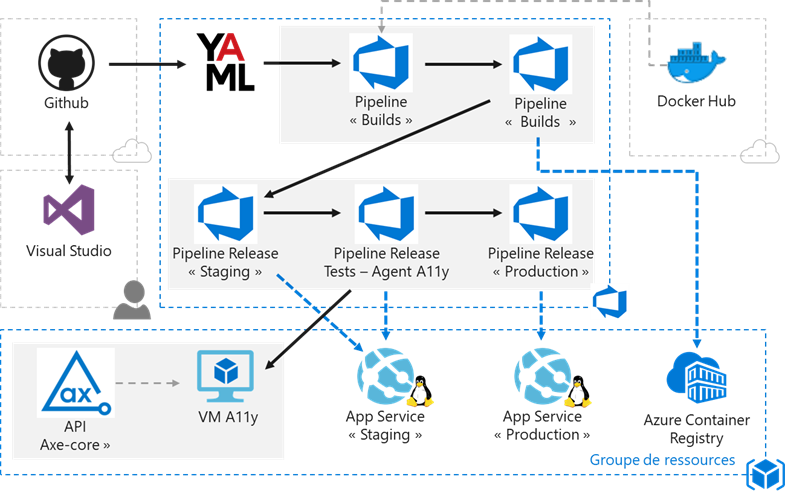 Github
YA
ML
Pipeline
« Builds »
Pipeline
«  Builds  »
Docker Hub
Visual Studio
Pipeline Release
« Staging »
Pipeline Release
Tests – Agent A11y
Pipeline Release
« Production »
ax
API
Axe-core »
VM A11y
App Service
« Staging »
App Service
« Production »
Azure Container
Registry
Groupe de ressources